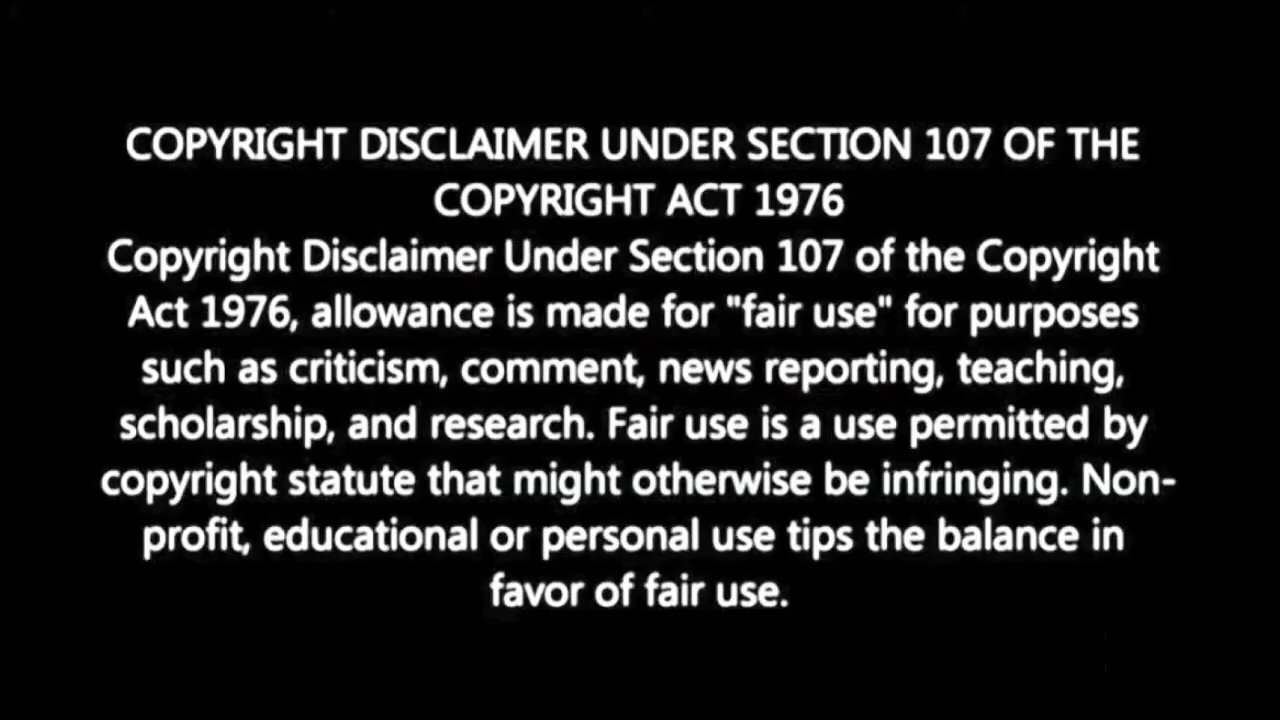 COPYRIGHT DISCLAIMER UNDER SECTION 107 OF THE
COPYRIGHT ACT 1976
Copyright Disclaimer Under Section 107 of the Copyright
Act 1976, allowance is made for "fair use" for purposes
such as criticism, comment, news reporting, teaching,
scholarship, and research. Fair use is a use permitted by
copyright statute that might otherwise be infringing. Non-
profit, educational or personal use tips the balance in
favor of fair use.